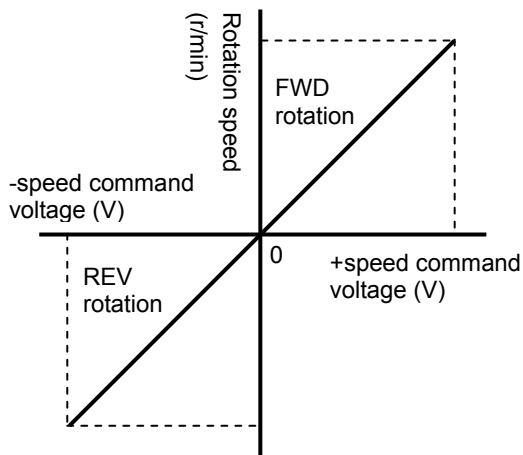 Rotation speed
(r/min)
FWD
rotation
-speed command
voltage (V)
0
+speed command
voltage (V)
REV
rotation